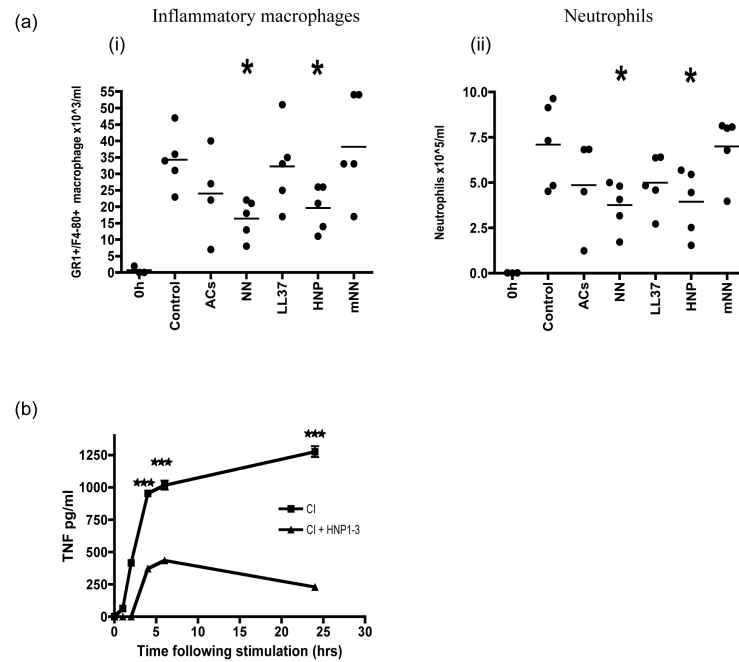 (a)
Inflammatory macrophages
Neutrophils
(i)
(ii)
* *
* *
GR1+/F4-80+ macrophage x10^3/ml
55
50
45
40
35
30
25
20
15
10
5
0
0h
Control
ACs
NN
LL37
HNP
mNN
Neutrophils x10^5/ml
10.0
7.5
5.0
2.5
0.0
0h
Control
ACs
NN
LL37
HNP
mNN
(b)
TNF pg/ml
1250
1000
750
500
250
0
***
***
***
CI
CI + HNP1-3
0 5 10 15 20 25 30
Time following stimulation (hrs)